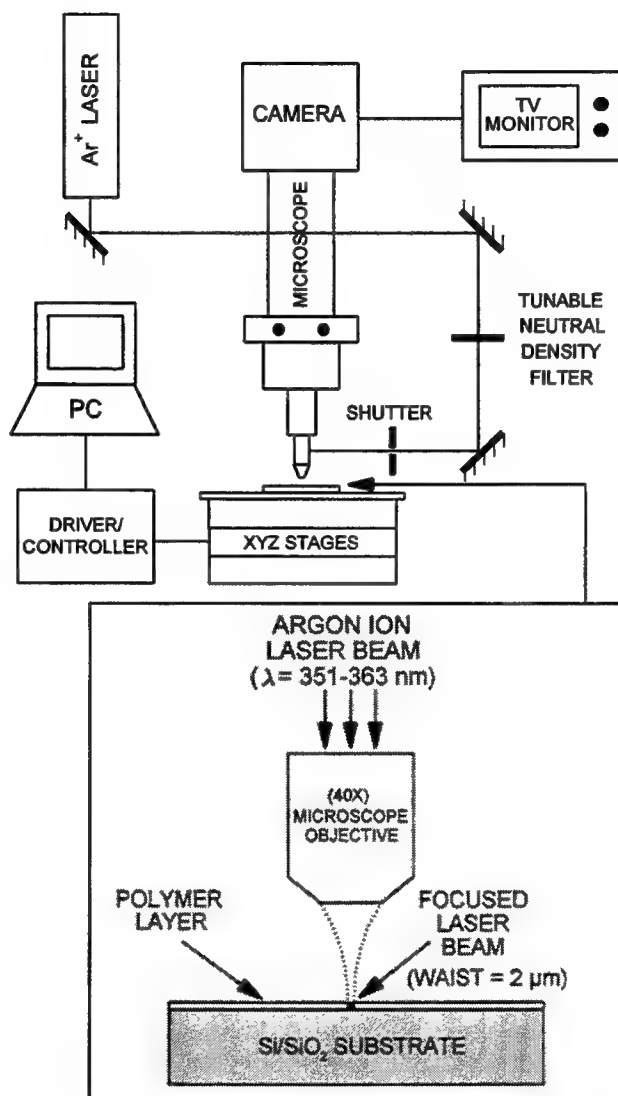 Ar+ LASER
CAMERA
TV
MONITOR
MICROSCOPE
TUNABLE
NEUTRAL
DENSITY
FILTER
PC
SHUTTER
DRIVER/
CONTROLLER
XYZ STAGES
ARGON ION
LASER BEAM
(λ= 351-363 nm)
(40X)
MICROSCOPE
OBJECTIVE
POLYMER
LAYER
FOCUSED
LASER
BEAM
(WAIST = 2 µm)
Si/SiO₂ SUBSTRATE